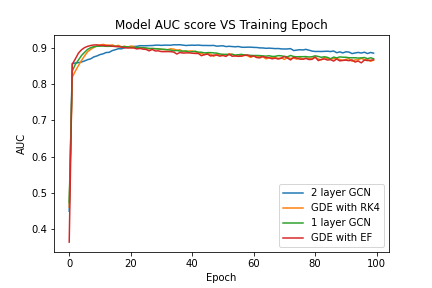 Model AUC score VS Training Epoch
AUC
0.9
0.8
0.7
0.6
0.5
0.4
2 layer GCN
GDE with RK4
1 layer GCN
GDE with EF
0 20 40 60 80 100
Epoch